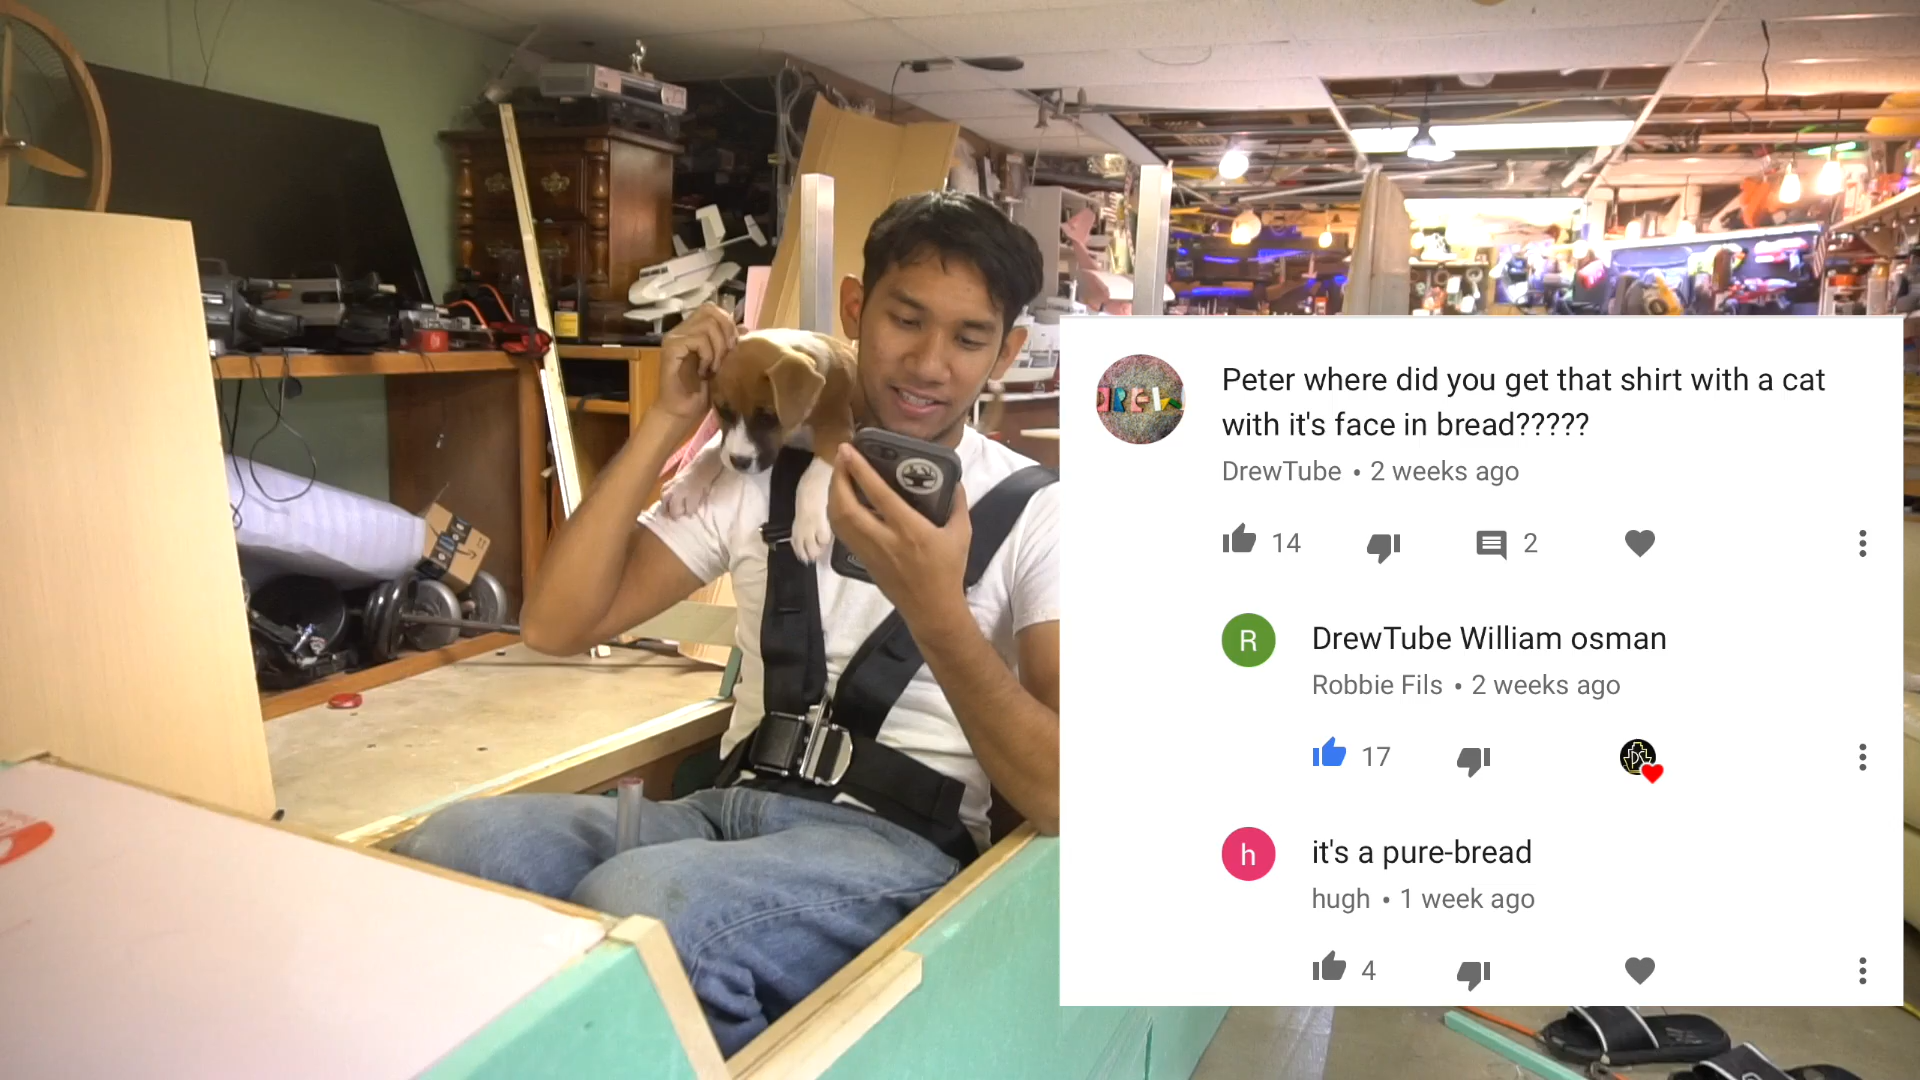 Peter where did you get that shirt with a cat
with it's face in bread?????
DrewTube • 2 weeks ago
14
2
R
DrewTube William osman
Robbie Fils • 2 weeks ago
17
h
it's a pure-bread
hugh • 1 week ago
4